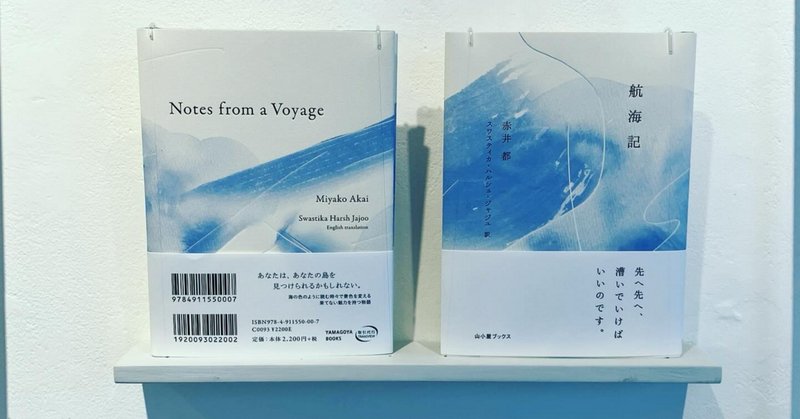 Notes from a Voyage
Miyako Akai
Swastika Harsh Jajoo
English translation
あなたは、あなたの島を
見つけられるかもしれない。
海の色のように読む時々で景色を変える
果てない魅力を持つ物語
9784911550007
1920093022002
ISBN978-4-911550-00-7
C0093 ¥2200E
定価：本体2,200円+税
YAMAGOYA
BOOKS
航海記
赤井 都
スワスティカ・ハルシュ・ジャジュ 訳
先へ先へ、
漕いでいけば
いいのです。
山小屋ブックス